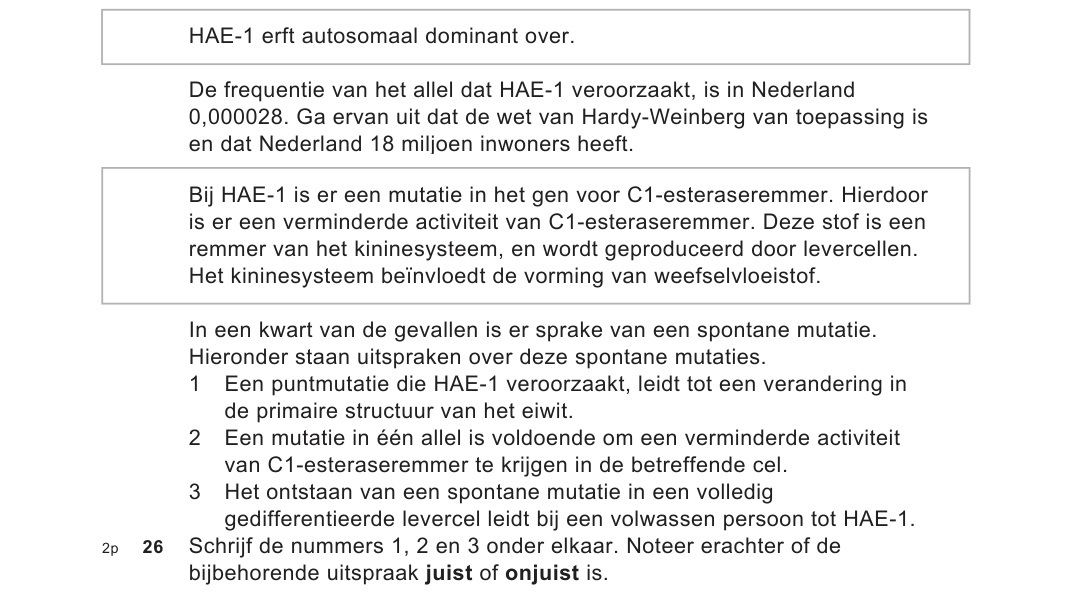 HAE-1 erft autosomaal dominant over.
De frequentie van het allel dat HAE-1 veroorzaakt, is in Nederland
0,000028. Ga ervan uit dat de wet van Hardy-Weinberg van toepassing is
en dat Nederland 18 miljoen inwoners heeft.
Bij HAE-1 is er een mutatie in het gen voor C1-esteraseremmer. Hierdoor
is er een verminderde activiteit van C1-esteraseremmer. Deze stof is een
remmer van het kininesysteem, en wordt geproduceerd door levercellen.
Het kininesysteem beïnvloedt de vorming van weefselvloeistof.
In een kwart van de gevallen is er sprake van een spontane mutatie.
Hieronder staan uitspraken over deze spontane mutaties.
1 Een puntmutatie die HAE-1 veroorzaakt, leidt tot een verandering in
de primaire structuur van het eiwit.
2 Een mutatie in één allel is voldoende om een verminderde activiteit
van C1-esteraseremmer te krijgen in de betreffende cel.
3 Het ontstaan van een spontane mutatie in een volledig
gedifferentieerde levercel leidt bij een volwassen persoon tot HAE-1.
2p 26 Schrijf de nummers 1, 2 en 3 onder elkaar. Noteer erachter of de
bijbehorende uitspraak juist of onjuist is.